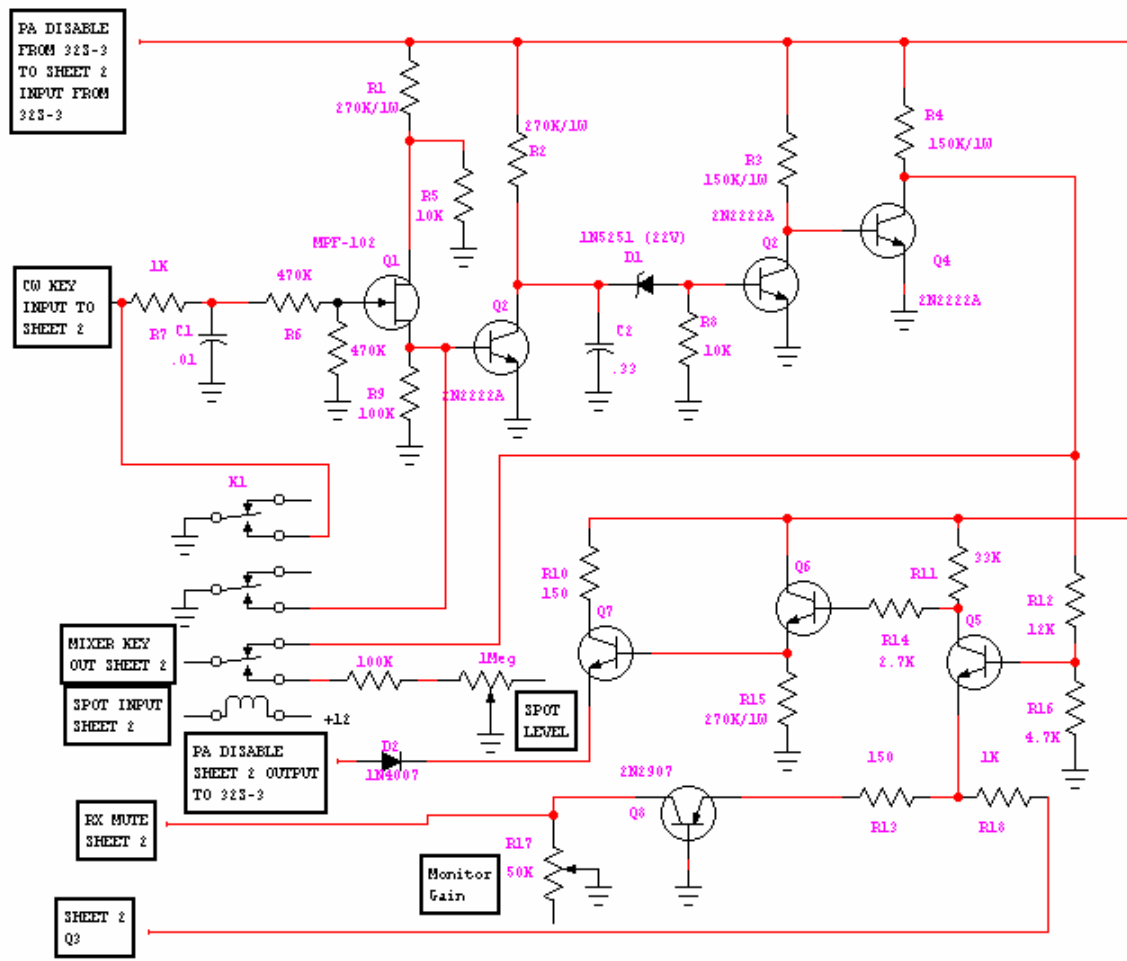 PA DISABLE
FROM 32S-3
TO SHEET 2
INPUT FROM
32S-3
R1
270K/1W
270K/1W
R2
R4
150K/1W
R3
150K/1W
R5
10K
2N2222A
1N5251 (22V)
D1
Q2
Q4
MPF-102
Q1
CW KEY
INPUT TO
SHEET 2
1K
470K
R7
C1
.01
R6
470K
Q2
C2
.33
R8
10K
2N2222A
R9
100K
2N2222A
K1
R10
150
Q7
Q6
R11
33K
Q5
R12
12K
R14
2.7K
MIXER KEY
OUT SHEET 2
100K
1Meg
R15
270K/1W
R16
4.7K
SPOT INPUT
SHEET 2
+12
SPOT
LEVEL
PA DISABLE
SHEET 2 OUTPUT
TO 32S-3
D2
1N4007
2N2907
150
1K
RX MUTE
SHEET 2
Q8
R13
R18
R17
50K
Monitor
Gain
SHEET 2
Q3